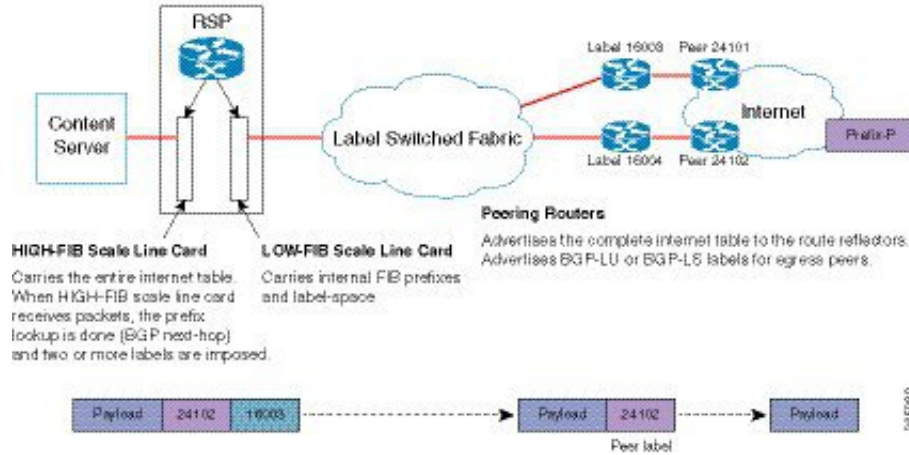 RSP
Label 16003
Peer 24101
Content
Server
Label Switched Fabric
Internet
Prefix-P
Label 16004
Peer 24102
Peering Routers
Advertises the complete internet table to the route reflectors.
Advertises BGP-LU or BGP-LS labels for egress peers.
HIGH-FIB Scale Line Card
Carries the entire internet table.
When HIGH-FIB scale line card
receives packets, the prefix
lookup is done (BGP next-hop)
and two or more labels are imposed.
LOW-FIB Scale Line Card
Carries internal FIB prefixes
and label-space
Payload
24102
16003
Payload
24102
Payload
Peer label